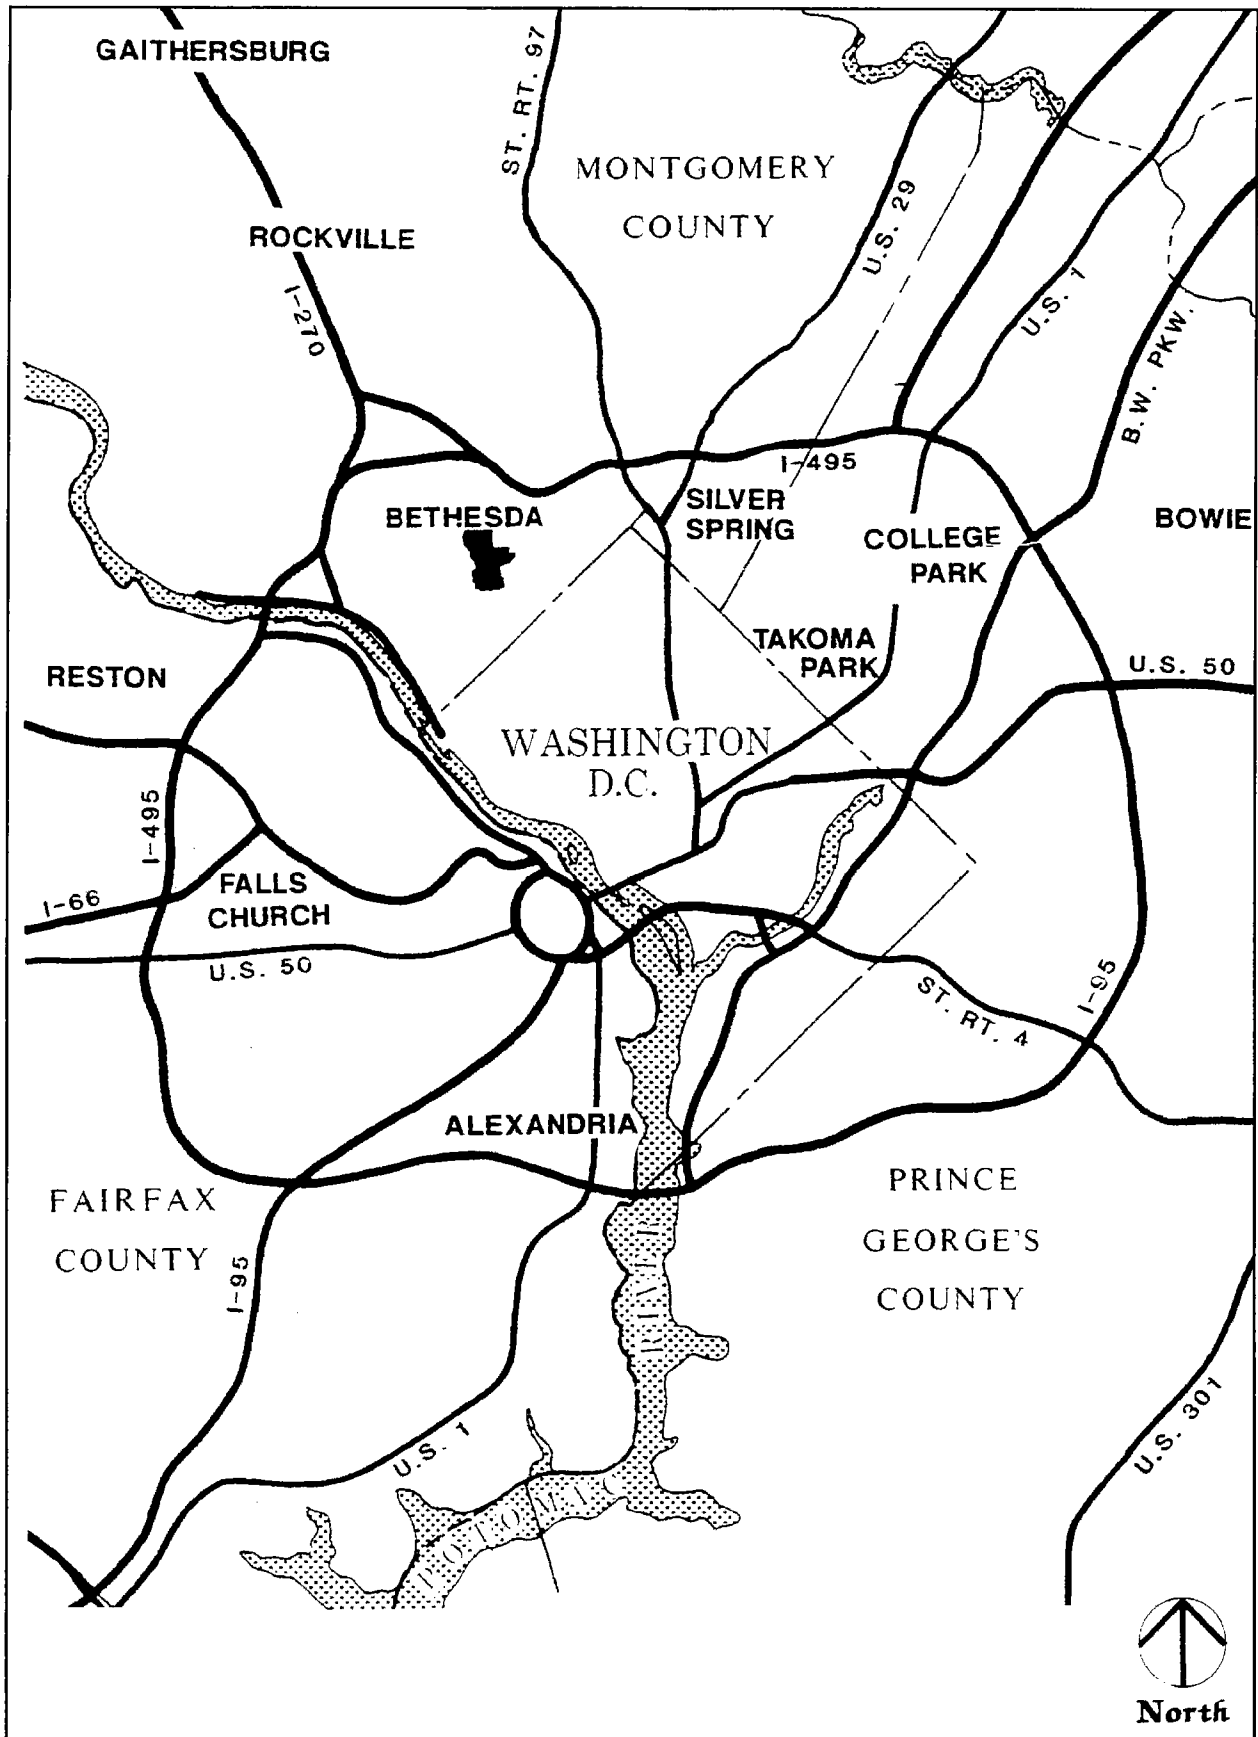 GAITHERSBURG
ST. RT. 97
MONTGOMERY
COUNTY
ROCKVILLE
U.S. 29
I-270
U.S. 1
B.W. PKW.
I-495
BETHESDA
SILVER
SPRING
COLLEGE
PARK
BOWIE
TAKOMA
PARK
RESTON
U.S. 50
WASHINGTON
D.C.
I-495
I-66
FALLS
CHURCH
U.S. 50
ST. RT. 4
I-95
ALEXANDRIA
FAIRFAX
COUNTY
PRINCE
GEORGE'S
COUNTY
I-95
U.S. 1
U.S. 301
POTOMAC
RIVER
North